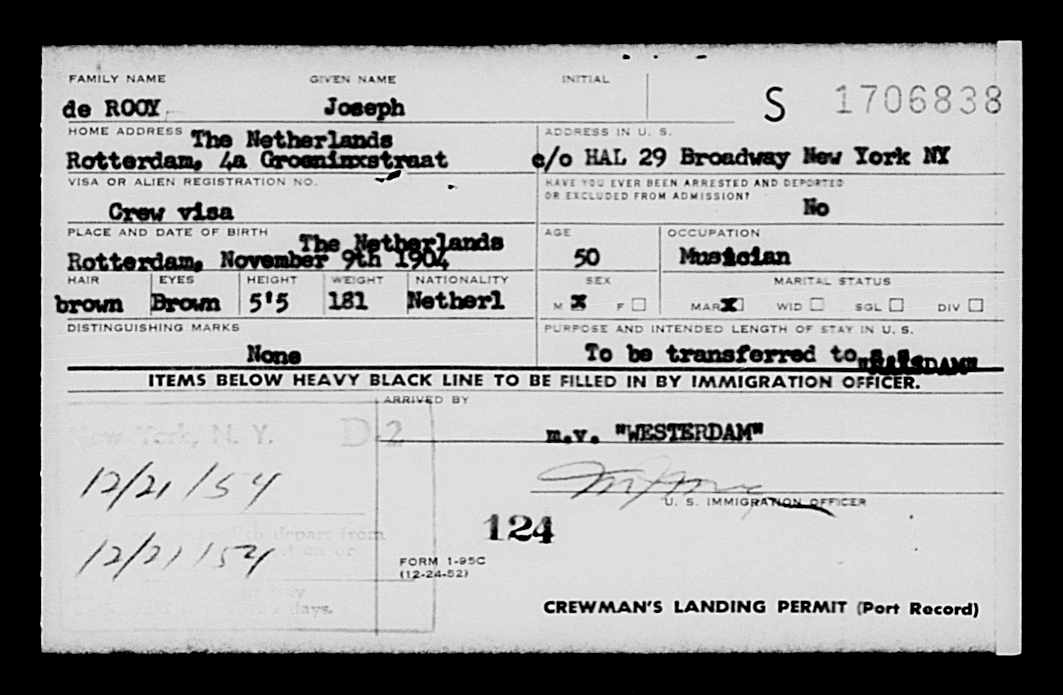 FAMILY NAME GIVEN NAME INITIAL
de ROOY Joseph S 1706838
HOME ADDRESS The Netherlands ADDRESS IN U. S.
Rotterdam, 4a Groeninxstraat c/o HAL 29 Broadway New York NY
VISA OR ALIEN REGISTRATION NO. HAVE YOU EVER BEEN ARRESTED AND DEPORTED
OR EXCLUDED FROM ADMISSION?
Crew visa No
PLACE AND DATE OF BIRTH The Netherlands AGE OCCUPATION
Rotterdam, November 9th 1904 50 Musician
HAIR EYES HEIGHT WEIGHT NATIONALITY SEX MARITAL STATUS
brown Brown 5'5 181 Netherl M X F MAR X WID SGL DIV
DISTINGUISHING MARKS PURPOSE AND INTENDED LENGTH OF STAY IN U. S.
None To be transferred to s.s.
ITEMS BELOW HEAVY BLACK LINE TO BE FILLED IN BY IMMIGRATION OFFICER.
ARRIVED BY
New York, N. Y. D-2 m.v. "WESTERDAM"
12/21/54
U. S. IMMIGRATION OFFICER
depart from
124
12/21/54
FORM I-95C
(12-24-52)
days.
CREWMAN'S LANDING PERMIT (Port Record)